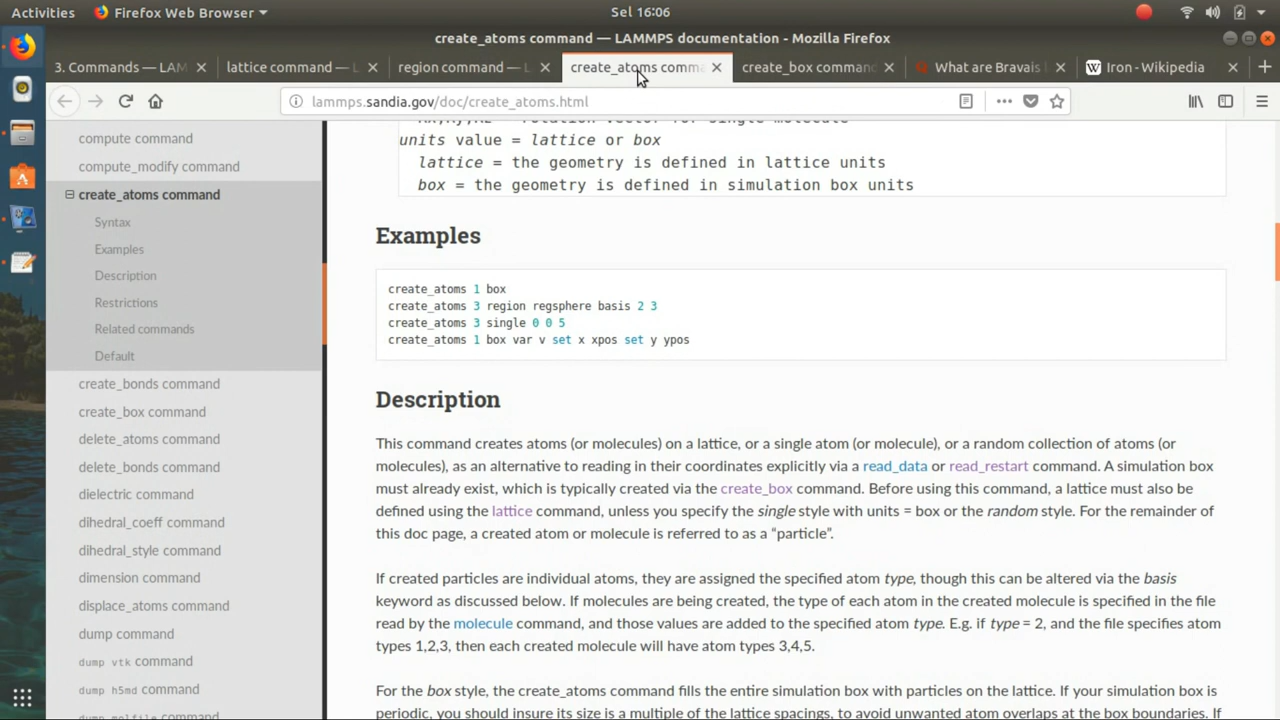 Activities Firefox Web Browser Sel 16:06
create_atoms command — LAMMPS documentation - Mozilla Firefox
3. Commands — LAM lattice command — L region command — L create_atoms comma create_box comman What are Bravais l Iron - Wikipedia
lammps.sandia.gov/doc/create_atoms.html
compute command
compute_modify command
create_atoms command
Syntax
Examples
Description
Restrictions
Related commands
Default
create_bonds command
create_box command
delete_atoms command
delete_bonds command
dielectric command
dihedral_coeff command
dihedral_style command
dimension command
displace_atoms command
dump command
dump vtk command
dump h5md command
dump molfile command
Rx,Ry,Rz = rotation vector for single molecule
units value = lattice or box
lattice = the geometry is defined in lattice units
box = the geometry is defined in simulation box units
Examples
create_atoms 1 box
create_atoms 3 region regsphere basis 2 3
create_atoms 3 single 0 0 5
create_atoms 1 box var v set x xpos set y ypos
Description
This command creates atoms (or molecules) on a lattice, or a single atom (or molecule), or a random collection of atoms (or
molecules), as an alternative to reading in their coordinates explicitly via a read_data or read_restart command. A simulation box
must already exist, which is typically created via the create_box command. Before using this command, a lattice must also be
defined using the lattice command, unless you specify the single style with units = box or the random style. For the remainder of
this doc page, a created atom or molecule is referred to as a “particle”.
If created particles are individual atoms, they are assigned the specified atom type, though this can be altered via the basis
keyword as discussed below. If molecules are being created, the type of each atom in the created molecule is specified in the file
read by the molecule command, and those values are added to the specified atom type. E.g. if type = 2, and the file specifies atom
types 1,2,3, then each created molecule will have atom types 3,4,5.
For the box style, the create_atoms command fills the entire simulation box with particles on the lattice. If your simulation box is
periodic, you should insure its size is a multiple of the lattice spacings, to avoid unwanted atom overlaps at the box boundaries. If